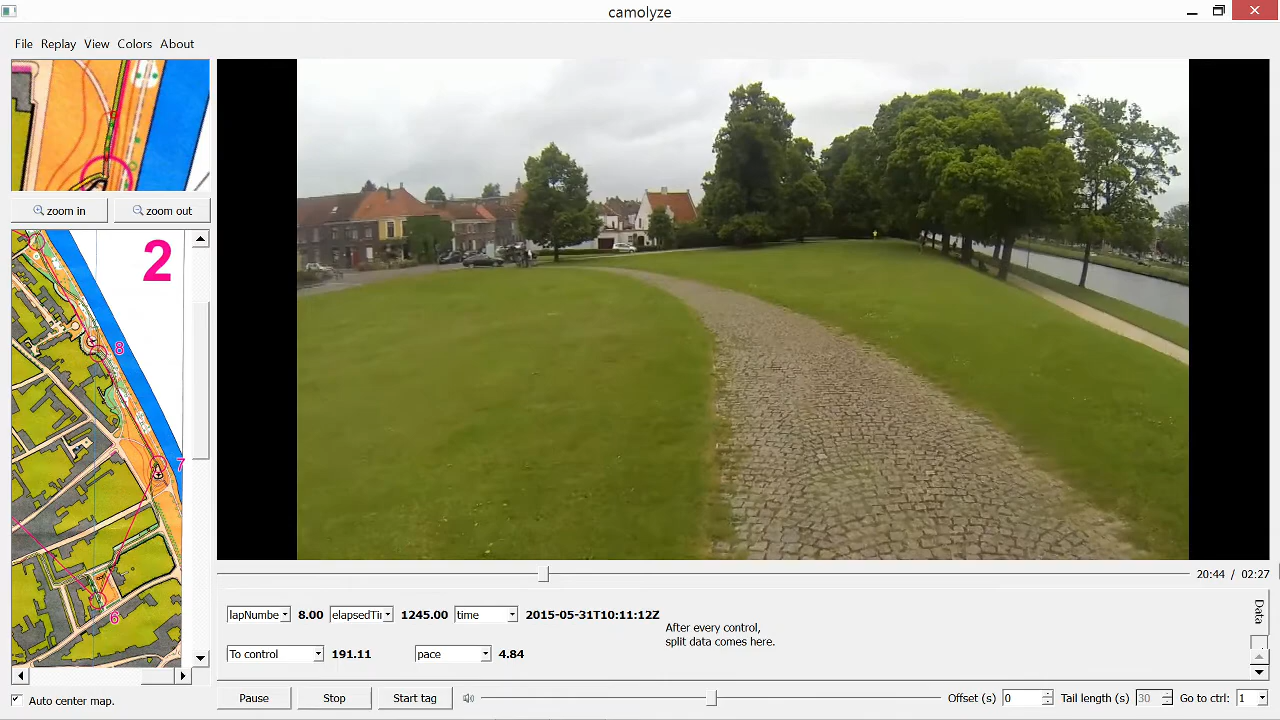 camolyze
File Replay View Colors About
zoom in
zoom out
2
8
7
6
Auto center map.
20:44 / 02:27
lapNumbe 8.00 elapsedTir 1245.00 time 2015-05-31T10:11:12Z
To control 191.11 pace 4.84
After every control,
split data comes here.
Data
Pause Stop Start tag
Offset (s) 0 Tail length (s) 30 Go to ctrl: 1